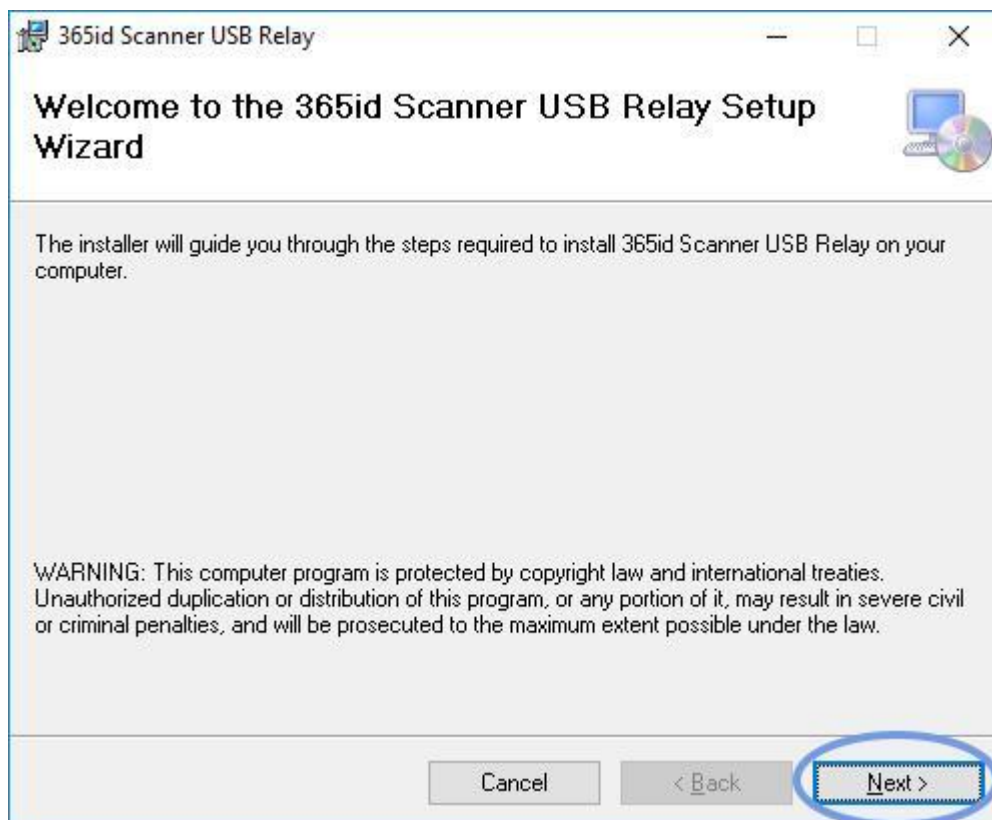 365id Scanner USB Relay
Welcome to the 365id Scanner USB Relay Setup
Wizard
The installer will guide you through the steps required to install 365id Scanner USB Relay on your
computer.
WARNING: This computer program is protected by copyright law and international treaties.
Unauthorized duplication or distribution of this program, or any portion of it, may result in severe civil
or criminal penalties, and will be prosecuted to the maximum extent possible under the law.
Cancel
< Back
Next >